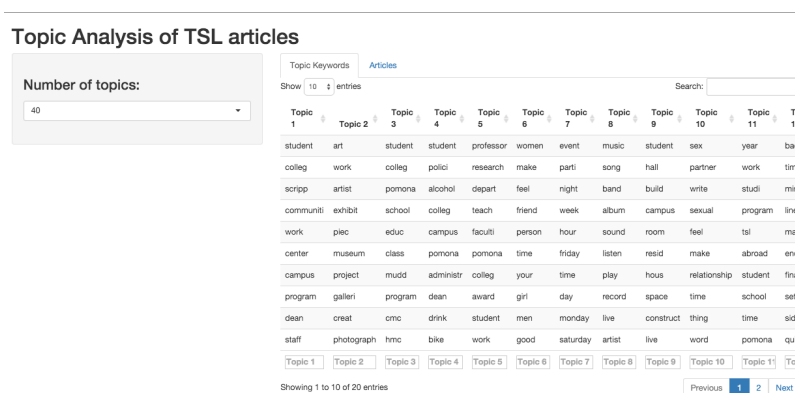 Topic Analysis of TSL articles
Number of topics:
40
Topic Keywords Articles
Show 10 entries Search:
Topic 1 Topic 2 Topic 3 Topic 4 Topic 5 Topic 6 Topic 7 Topic 8 Topic 9 Topic 10 Topic 11
student art student student professor women event music student sex year
colleg work colleg polici research make parti song hall partner work
scripp artist pomona alcohol depart feel night band build write studi
communiti exhibit school colleg teach friend week album campus sexual program
work piec educ campus faculti person hour sound room feel tsl
center museum class pomona pomona time friday listen resid make abroad
campus project mudd administr colleg your time play hous relationship student
program galleri program dean award girl day record space time school
dean creat cmc drink student men monday live construct thing time
staff photograph hmc bike work good saturday artist live word pomona
Topic 1 Topic 2 Topic 3 Topic 4 Topic 5 Topic 6 Topic 7 Topic 8 Topic 9 Topic 10 Topic 11
Showing 1 to 10 of 20 entries Previous 1 2 Next